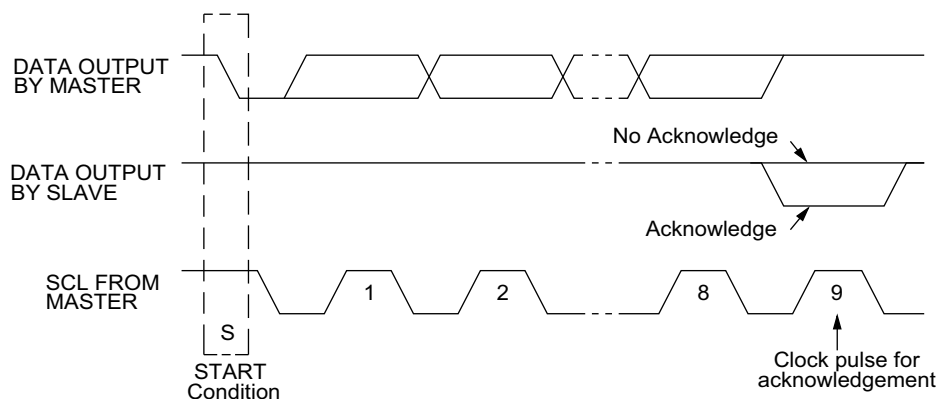 DATA OUTPUT
BY MASTER
No Acknowledge
DATA OUTPUT
BY SLAVE
Acknowledge
SCL FROM
MASTER
1
2
8
9
S
START
Condition
Clock pulse for
acknowledgement